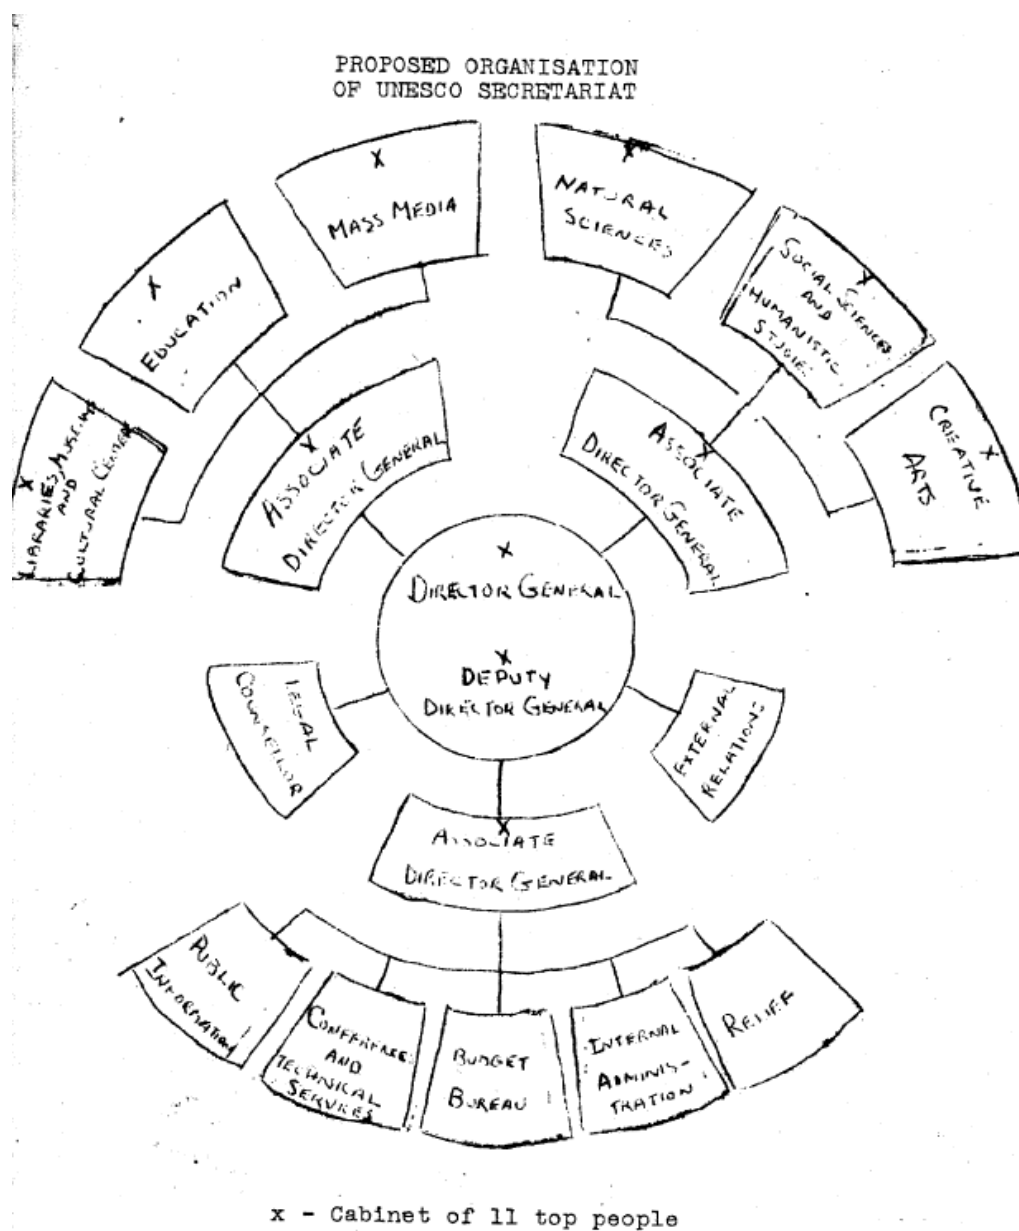 PROPOSED ORGANISATION
OF UNESCO SECRETARIAT
X
MASS MEDIA
X
NATURAL
SCIENCES
X
EDUCATION
X
SOCIAL SCIENCES
AND
HUMANISTIC
STUDIES
X
LIBRARIES, MUSEUMS
AND
CULTURAL CENTERS
X
ASSOCIATE
DIRECTOR GENERAL
X
ASSOCIATE
DIRECTOR GENERAL
X
CREATIVE
ARTS
X
DIRECTOR GENERAL
X
DEPUTY
DIRECTOR GENERAL
LEGAL
COUNSELLOR
EXTERNAL
RELATIONS
X
ASSOCIATE
DIRECTOR GENERAL
PUBLIC
INFORMATION
CONFERENCE
AND
TECHNICAL
SERVICES
BUDGET
BUREAU
INTERNAL
ADMINIS-
TRATION
RELIEF
x - Cabinet of 11 top people